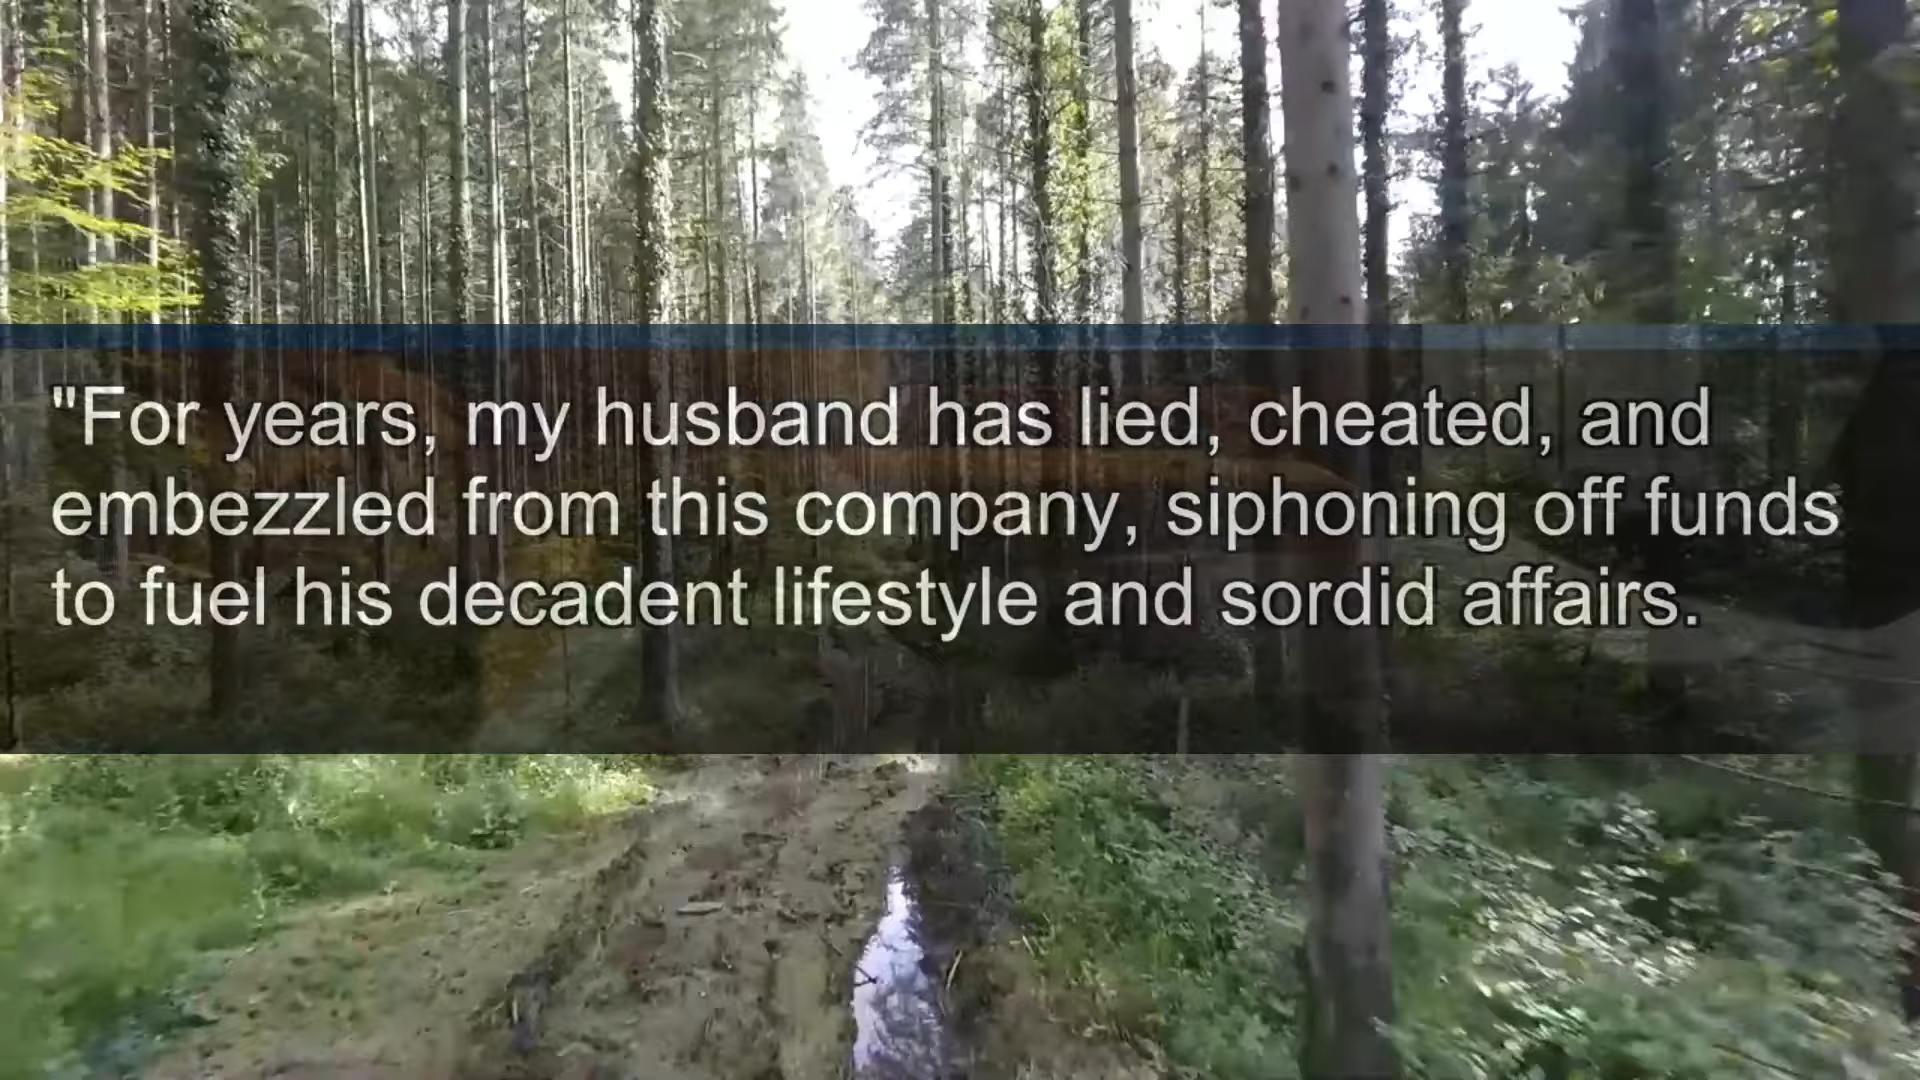 "For years, my husband has lied, cheated, and
embezzled from this company, siphoning off funds
to fuel his decadent lifestyle and sordid affairs.